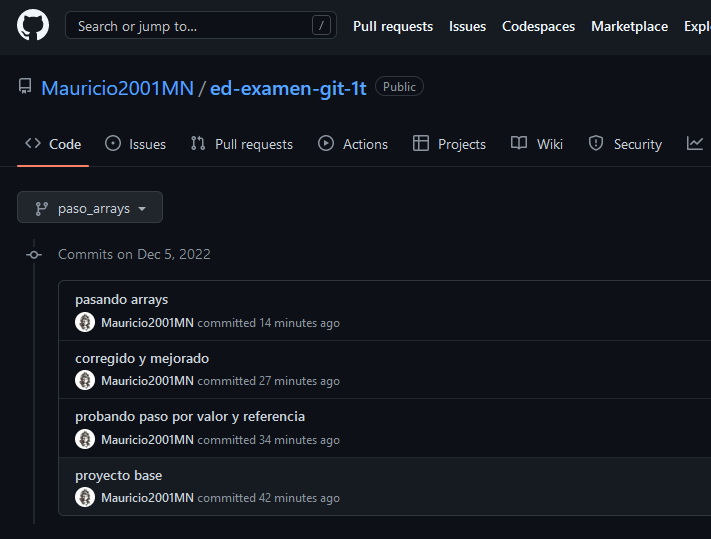 Search or jump to... / Pull requests Issues Codespaces Marketplace Expl
Mauricio2001MN / ed-examen-git-1t Public
Code Issues Pull requests Actions Projects Wiki Security
paso_arrays
Commits on Dec 5, 2022
pasando arrays
Mauricio2001MN committed 14 minutes ago
corregido y mejorado
Mauricio2001MN committed 27 minutes ago
probando paso por valor y referencia
Mauricio2001MN committed 34 minutes ago
proyecto base
Mauricio2001MN committed 42 minutes ago